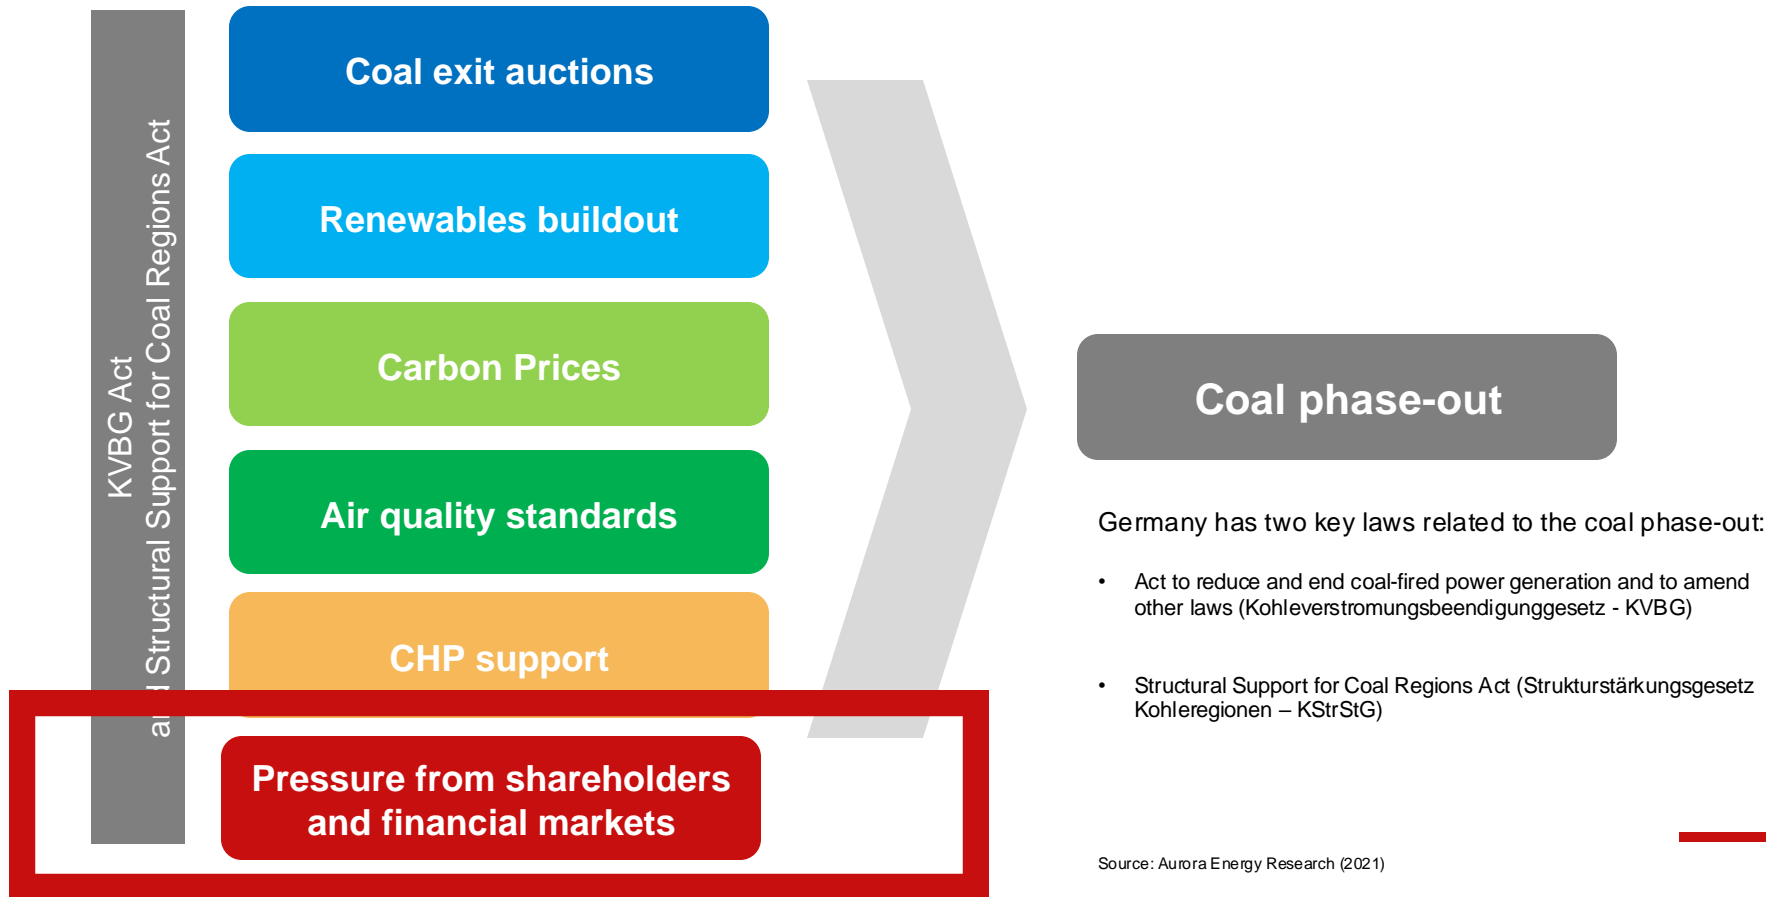 KVBG Act
and Structural Support for Coal Regions Act
Coal exit auctions
Renewables buildout
Carbon Prices
Air quality standards
CHP support
Pressure from shareholders
and financial markets
Coal phase-out
Germany has two key laws related to the coal phase-out:
• Act to reduce and end coal-fired power generation and to amend
other laws (Kohleverstromungsbeendigunggesetz - KVBG)
• Structural Support for Coal Regions Act (Strukturstärkungsgesetz
Kohleregionen – KStrStG)
Source: Aurora Energy Research (2021)